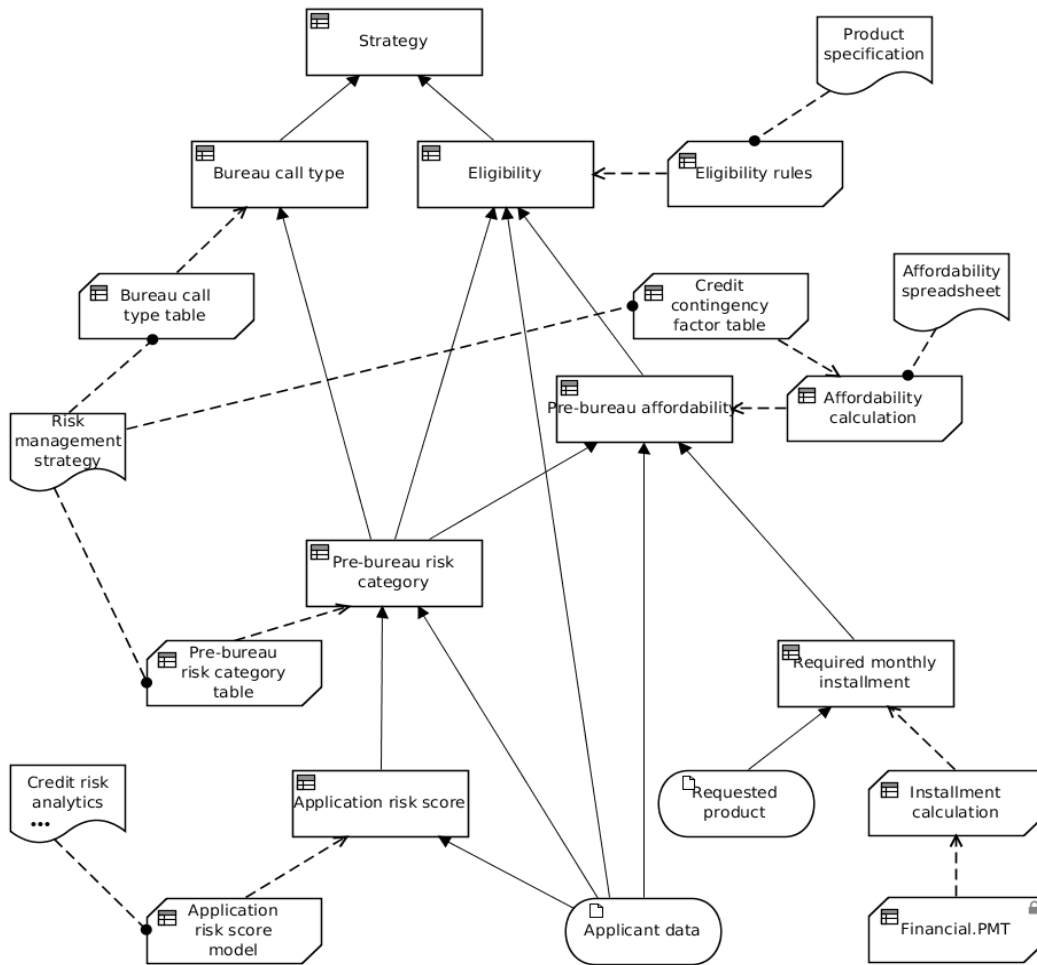 Strategy
Product
specification
Bureau call type
Eligibility
Eligibility rules
Bureau call
type table
Credit
contingency
factor table
Affordability
spreadsheet
Pre-bureau affordability
Affordability
calculation
Risk
management
strategy
Pre-bureau risk
category
Pre-bureau
risk category
table
Required monthly
installment
Credit risk
analytics
•••
Application risk score
Requested
product
Installment
calculation
Application
risk score
model
Applicant data
Financial.PMT